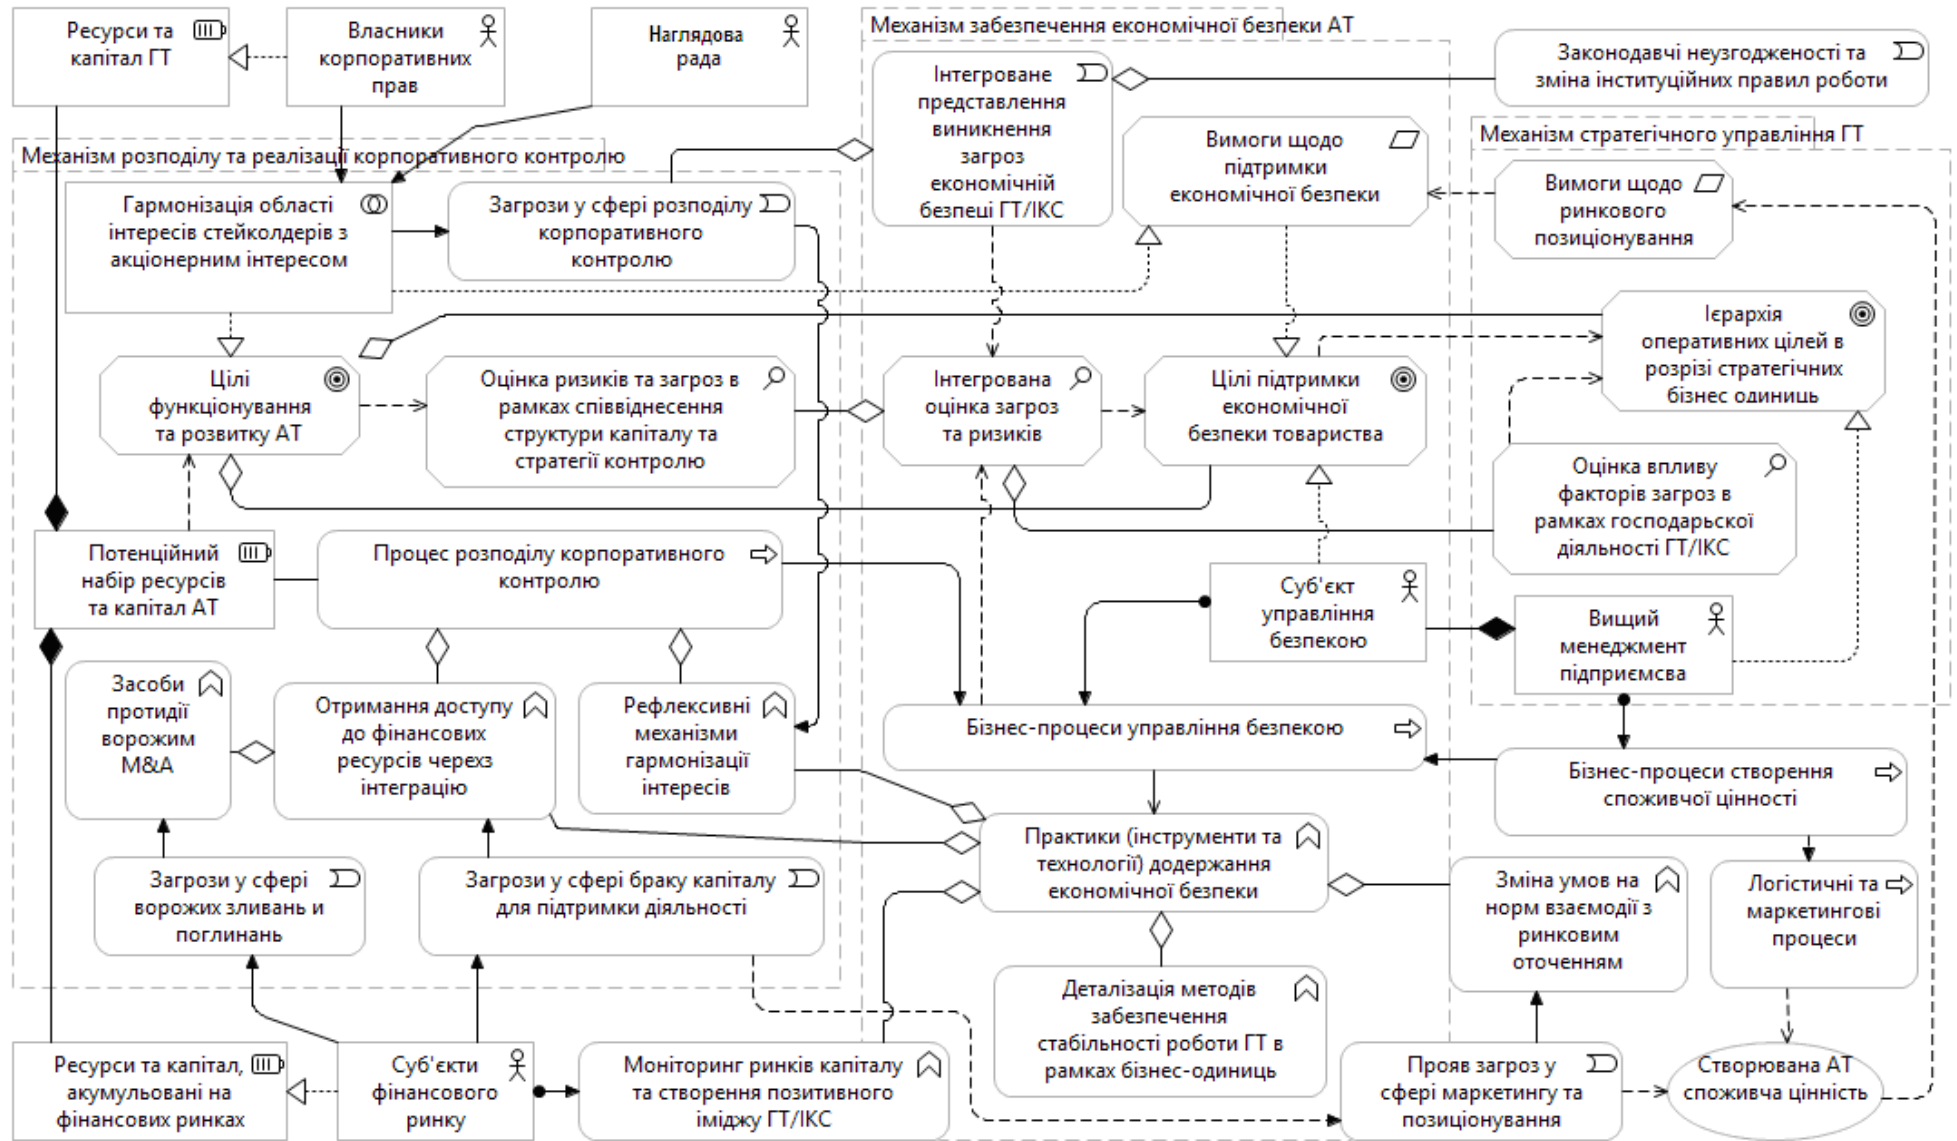 Ресурси та
капітал ГТ
Власники
корпоративних
прав
Наглядова
рада
Механізм забезпечення економічної безпеки АТ
Інтегроване
представлення
виникнення
загроз
економічній
безпеці ГТ/ІКС
Законодавчі неузгодженості та
зміна інституційних правил роботи
Вимоги щодо
підтримки
економічної безпеки
Механізм стратегічного управління ГТ
Вимоги щодо
ринкового
позиціонування
Механізм розподілу та реалізації корпоративного контролю
Гармонізація області
інтересів стейколдерів з
акціонерним інтересом
Загрози у сфері розподілу
корпоративного
контролю
Ієрархія
оперативних цілей в
розрізі стратегічних
бізнес одиниць
Цілі
функціонування
та розвитку АТ
Оцінка ризиків та загроз в
рамках співвіднесення
структури капіталу та
стратегії контролю
Інтегрована
оцінка загроз
та ризиків
Цілі підтримки
економічної
безпеки товариства
Оцінка впливу
факторів загроз в
рамках господарьскої
діяльності ГТ/ІКС
Потенційний
набір ресурсів
та капітал АТ
Процес розподілу корпоративного
контролю
Суб'єкт
управління
безпекою
Вищий
менеджмент
підприємсва
Засоби
протидії
ворожим
M&A
Отримання доступу
до фінансових
ресурсів черехз
інтеграцію
Рефлексивні
механізми
гармонізації
інтересів
Бізнес-процеси управління безпекою
Бізнес-процеси створення
споживчої цінності
Практики (інструменти та
технології) додержання
економічної безпеки
Загрози у сфері
ворожих зливань и
поглинань
Загрози у сфері браку капіталу
для підтримки діяльності
Зміна умов на
норм взаємодії з
ринковим
оточенням
Логістичні та
маркетингові
процеси
Деталізація методів
забезпечення
стабільності роботи ГТ в
рамках бізнес-одиниць
Ресурси та капітал,
акумульовані на
фінансових ринках
Суб'єкти
фінансового
ринку
Моніторинг ринків капіталу
та створення позитивного
іміджу ГТ/ІКС
Прояв загроз у
сфері маркетингу та
позиціонування
Створювана АТ
споживча цінність